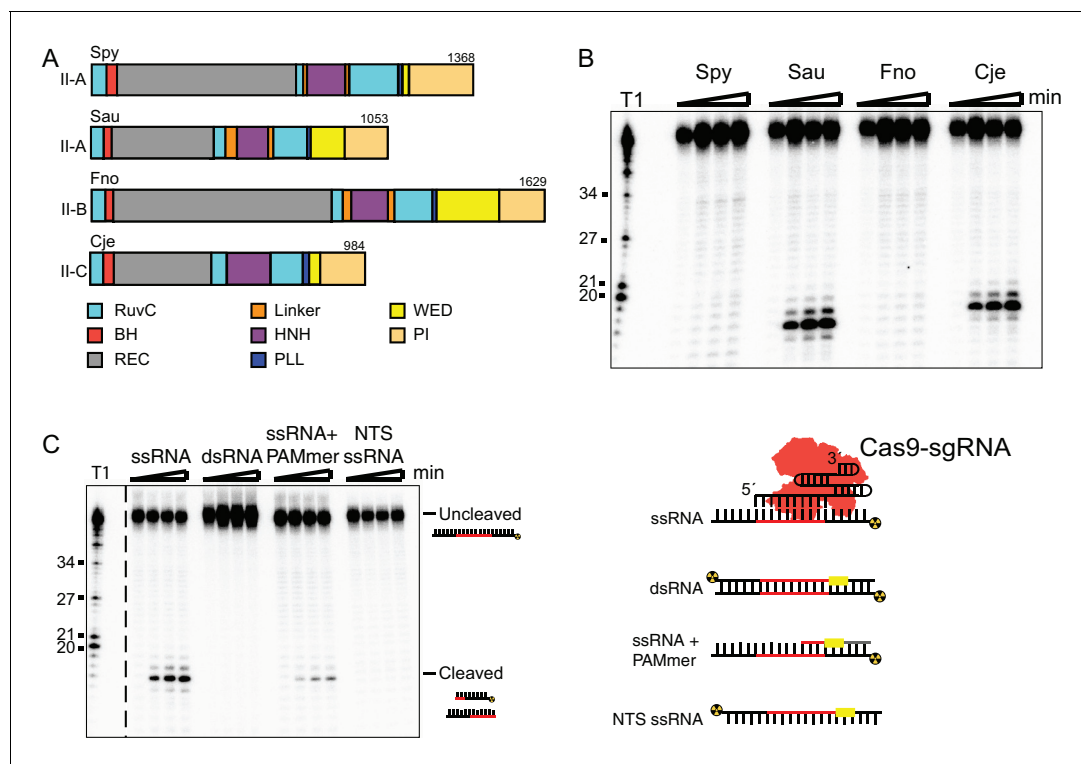 A
Spy
1368
II-A
Sau
1053
II-A
Fno
1629
II-B
Cje
984
II-C
RuvC
Linker
WED
BH
HNH
PI
REC
PLL
B
Spy
Sau
Fno
Cje
T1
min
34
27
21
20
C
ssRNA
dsRNA
ssRNA+
PAMmer
NTS
ssRNA
T1
min
34
27
21
20
Uncleaved
Cleaved
Cas9-sgRNA
3´
5´
ssRNA
dsRNA
ssRNA +
PAMmer
NTS ssRNA